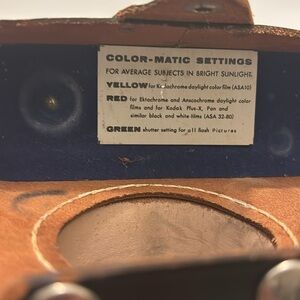 COLOR-MATIC SETTINGS
FOR AVERAGE SUBJECTS IN BRIGHT SUNLIGHT:
YELLOW for Kodachrome daylight color film (ASA10)
RED for Ektachrome and Anscochrome daylight color
films and for Kodak Plus-X, Pan and
similar black and white films (ASA 32-80)
GREEN shutter setting for all flash Pictures